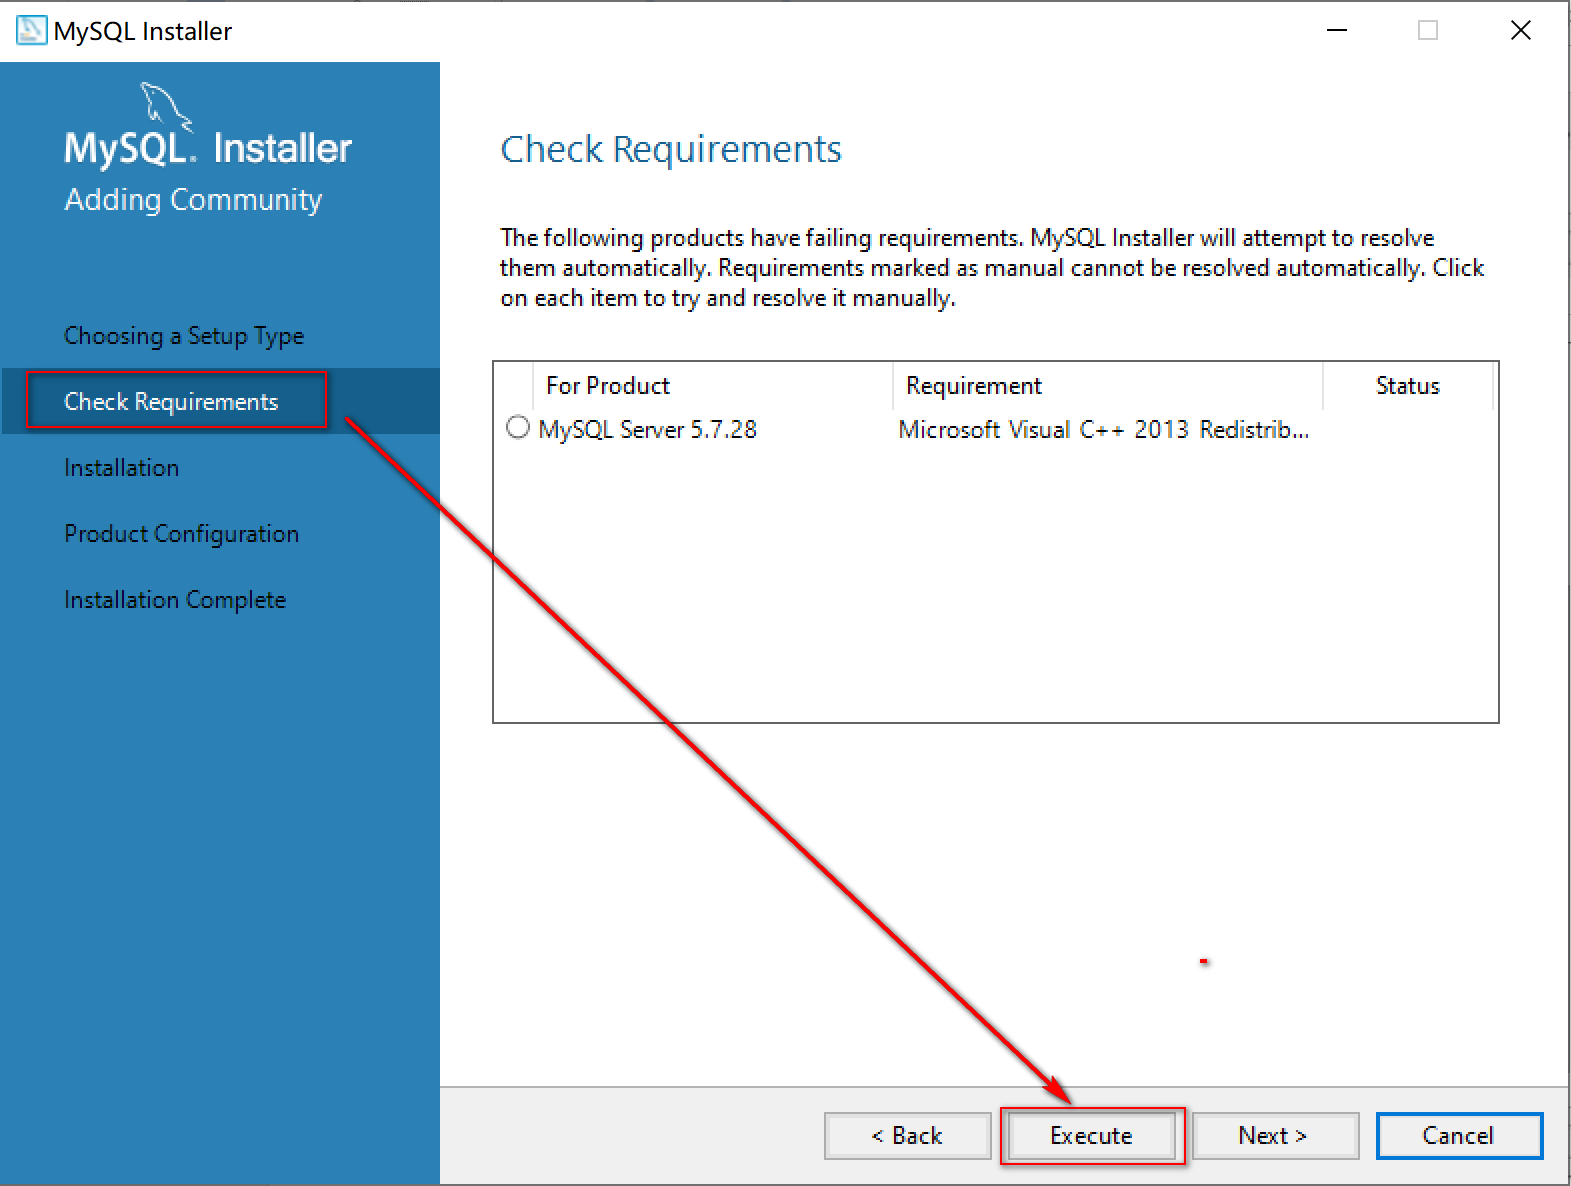 MySQL Installer
MySQL. Installer
Adding Community
Choosing a Setup Type
Check Requirements
Installation
Product Configuration
Installation Complete
Check Requirements
The following products have failing requirements. MySQL Installer will attempt to resolve
them automatically. Requirements marked as manual cannot be resolved automatically. Click
on each item to try and resolve it manually.
For Product Requirement Status
MySQL Server 5.7.28 Microsoft Visual C++ 2013 Redistrib...
< Back Execute Next > Cancel